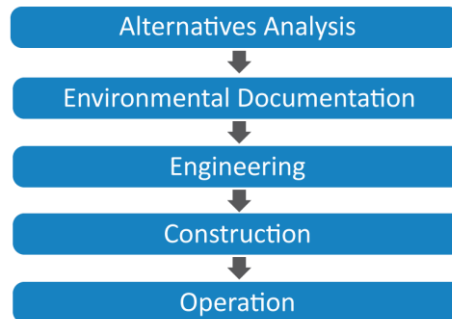 Alternatives Analysis
Environmental Documentation
Engineering
Construction
Operation